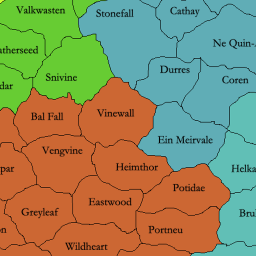 Valkwasten
Stonefall
Cathay
Ne Quin-
atherseed
Snivine
Durres
Coren
dar
Bal Fall
Vinewall
Ein Meirvale
Vengvine
Heimthor
Helka
par
Potidae
Eastwood
Greyleaf
Bru
on
Portneu
Wildheart